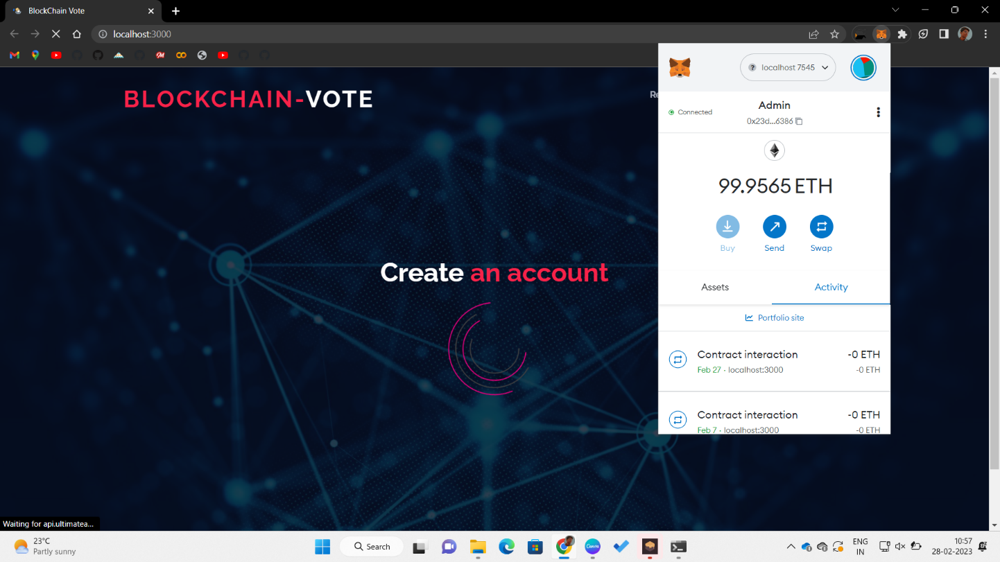 BlockChain Vote
localhost:3000
BLOCKCHAIN-VOTE
Re
localhost 7545
Connected
Admin
0x23d...6386
99.9565 ETH
Buy
Send
Swap
Assets
Activity
Portfolio site
Contract interaction
-0 ETH
Feb 27 · localhost:3000
-0 ETH
Contract interaction
-0 ETH
Feb 7 · localhost:3000
-0 ETH
Create an account
Waiting for api.ultimatea...
23°C
Partly sunny
Search
Canva
ENG
IN
10:57
28-02-2023